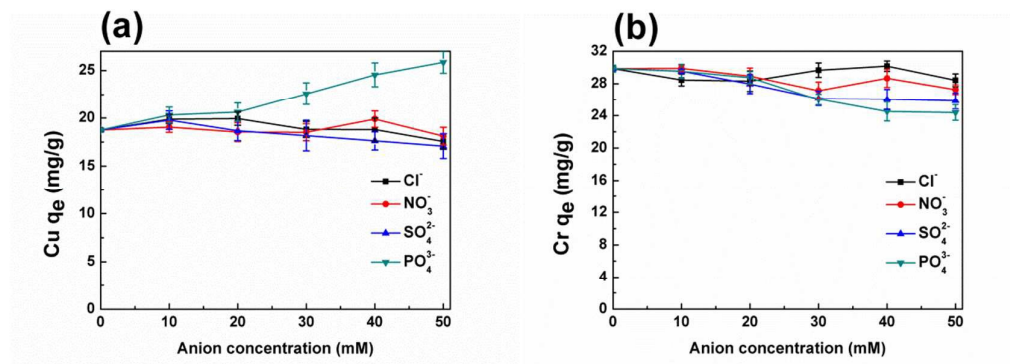 (a)
Cu qₑ (mg/g)
25
20
15
10
5
0
Cl⁻
NO₃⁻
SO₄²⁻
PO₄³⁻
0 10 20 30 40 50
Anion concentration (mM)
(b)
Cr qₑ (mg/g)
32
28
24
20
16
12
8
4
0
Cl⁻
NO₃⁻
SO₄²⁻
PO₄³⁻
0 10 20 30 40 50
Anion concentration (mM)